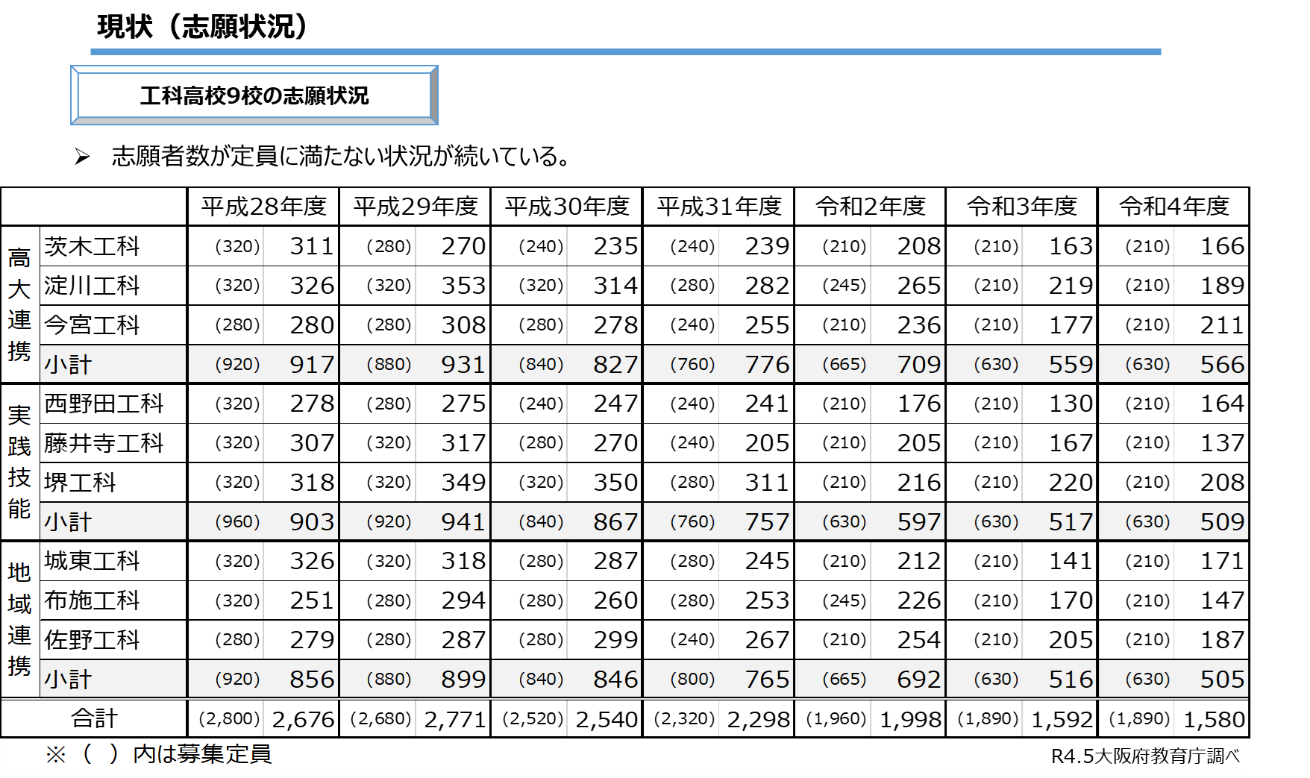 現状（志願状況）
工科高校9校の志願状況
➢ 志願者数が定員に満たない状況が続いている。
平成28年度 平成29年度 平成30年度 平成31年度 令和2年度 令和3年度 令和4年度
高大連携
茨木工科 (320) 311 (280) 270 (240) 235 (240) 239 (210) 208 (210) 163 (210) 166
淀川工科 (320) 326 (320) 353 (320) 314 (280) 282 (245) 265 (210) 219 (210) 189
今宮工科 (280) 280 (280) 308 (280) 278 (240) 255 (210) 236 (210) 177 (210) 211
小計 (920) 917 (880) 931 (840) 827 (760) 776 (665) 709 (630) 559 (630) 566
実践技能
西野田工科 (320) 278 (280) 275 (240) 247 (240) 241 (210) 176 (210) 130 (210) 164
藤井寺工科 (320) 307 (320) 317 (280) 270 (240) 205 (210) 205 (210) 167 (210) 137
堺工科 (320) 318 (320) 349 (320) 350 (280) 311 (210) 216 (210) 220 (210) 208
小計 (960) 903 (920) 941 (840) 867 (760) 757 (630) 597 (630) 517 (630) 509
地域連携
城東工科 (320) 326 (320) 318 (280) 287 (280) 245 (210) 212 (210) 141 (210) 171
布施工科 (320) 251 (280) 294 (280) 260 (280) 253 (245) 226 (210) 170 (210) 147
佐野工科 (280) 279 (280) 287 (280) 299 (240) 267 (210) 254 (210) 205 (210) 187
小計 (920) 856 (880) 899 (840) 846 (800) 765 (665) 692 (630) 516 (630) 505
合計 (2,800) 2,676 (2,680) 2,771 (2,520) 2,540 (2,320) 2,298 (1,960) 1,998 (1,890) 1,592 (1,890) 1,580
※（ ）内は募集定員
R4.5大阪府教育庁調べ